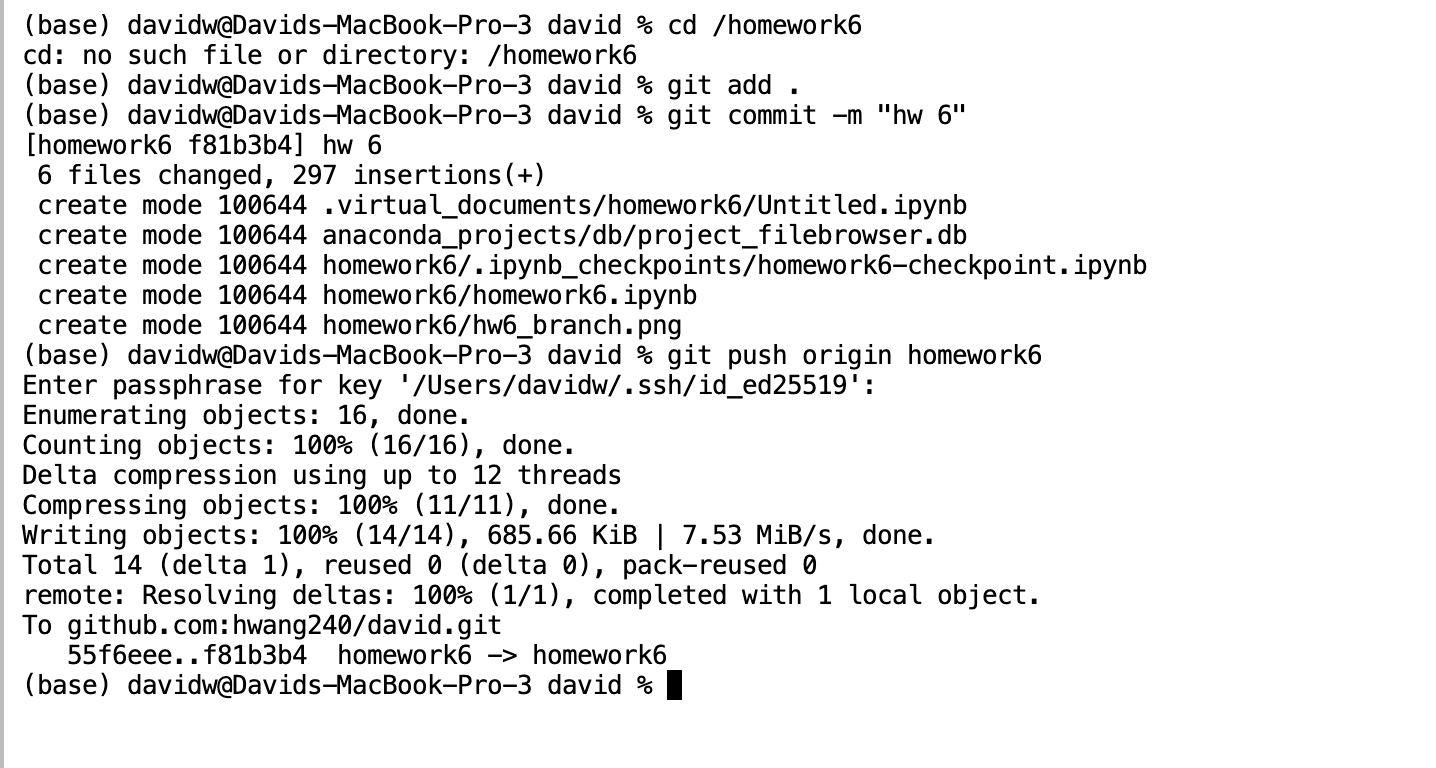 (base) davidw@Davids-MacBook-Pro-3 david % cd /homework6
cd: no such file or directory: /homework6
(base) davidw@Davids-MacBook-Pro-3 david % git add .
(base) davidw@Davids-MacBook-Pro-3 david % git commit -m "hw 6"
[homework6 f81b3b4] hw 6
 6 files changed, 297 insertions(+)
 create mode 100644 .virtual_documents/homework6/Untitled.ipynb
 create mode 100644 anaconda_projects/db/project_filebrowser.db
 create mode 100644 homework6/.ipynb_checkpoints/homework6-checkpoint.ipynb
 create mode 100644 homework6/homework6.ipynb
 create mode 100644 homework6/hw6_branch.png
(base) davidw@Davids-MacBook-Pro-3 david % git push origin homework6
Enter passphrase for key '/Users/davidw/.ssh/id_ed25519':
Enumerating objects: 16, done.
Counting objects: 100% (16/16), done.
Delta compression using up to 12 threads
Compressing objects: 100% (11/11), done.
Writing objects: 100% (14/14), 685.66 KiB | 7.53 MiB/s, done.
Total 14 (delta 1), reused 0 (delta 0), pack-reused 0
remote: Resolving deltas: 100% (1/1), completed with 1 local object.
To github.com:hwang240/david.git
   55f6eee..f81b3b4  homework6 -> homework6
(base) davidw@Davids-MacBook-Pro-3 david %